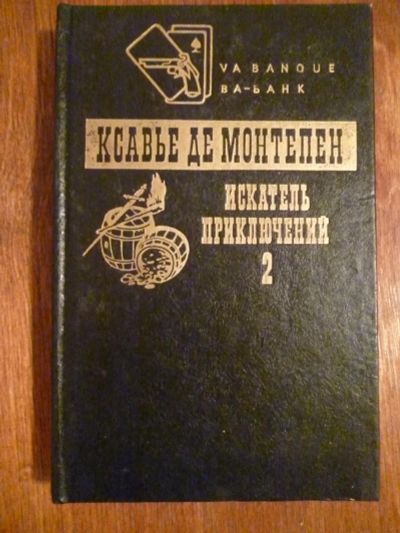 VA BANQUE
ВА-БАНК
КСАВЬЕ ДЕ МОНТЕПЕН
ИСКАТЕЛЬ
ПРИКЛЮЧЕНИЙ
2